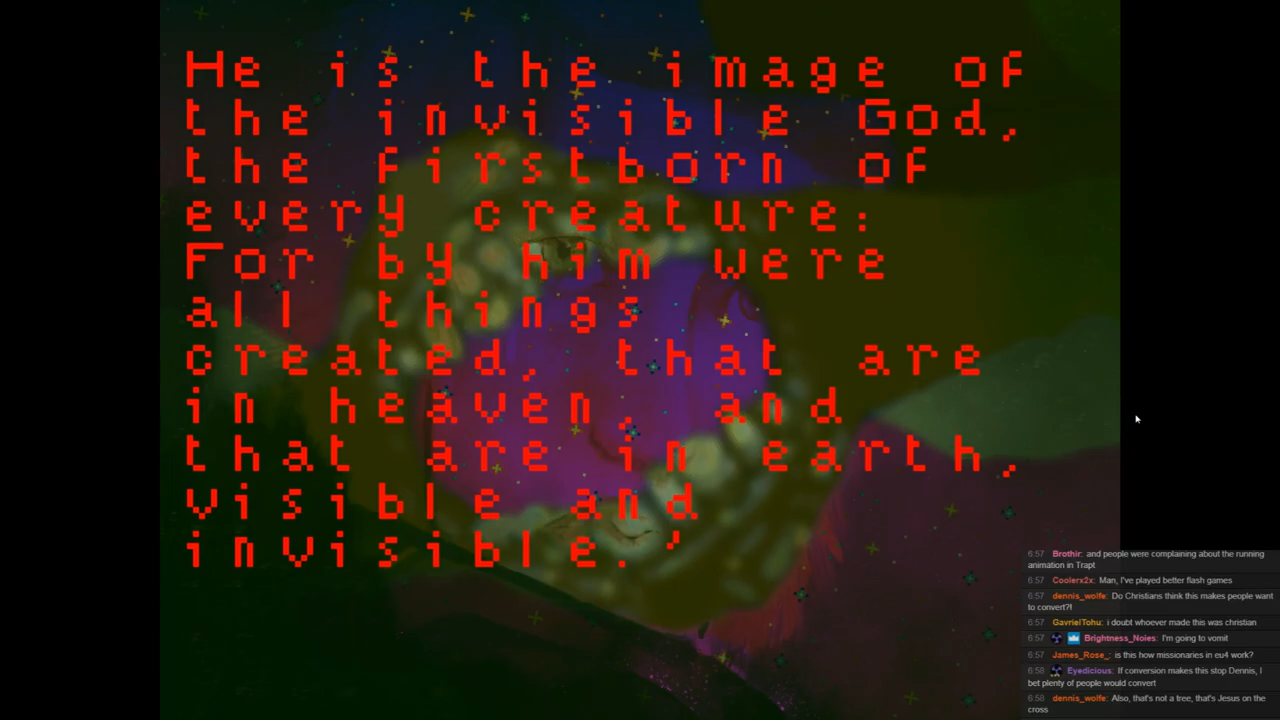 He is the image of
the invisible God,
the firstborn of
every creature:
For by him were
all things
created, that are
in heaven, and
that are in earth,
visible and
invisible.'
6:57 Brothir: and people were complaining about the running
animation in Trapt
6:57 Coolerx2x: Man, I've played better flash games
6:57 dennis_wolfe: Do Christians think this makes people want
to convert?!
6:57 GavrielTohu: i doubt whoever made this was christian
6:57 Brightness_Noies: I'm going to vomit
6:57 James_Rose_: is this how missionaries in eu4 work?
6:58 Eyedicious: If conversion makes this stop Dennis, I
bet plenty of people would convert
6:58 dennis_wolfe: Also, that's not a tree, that's Jesus on the
cross